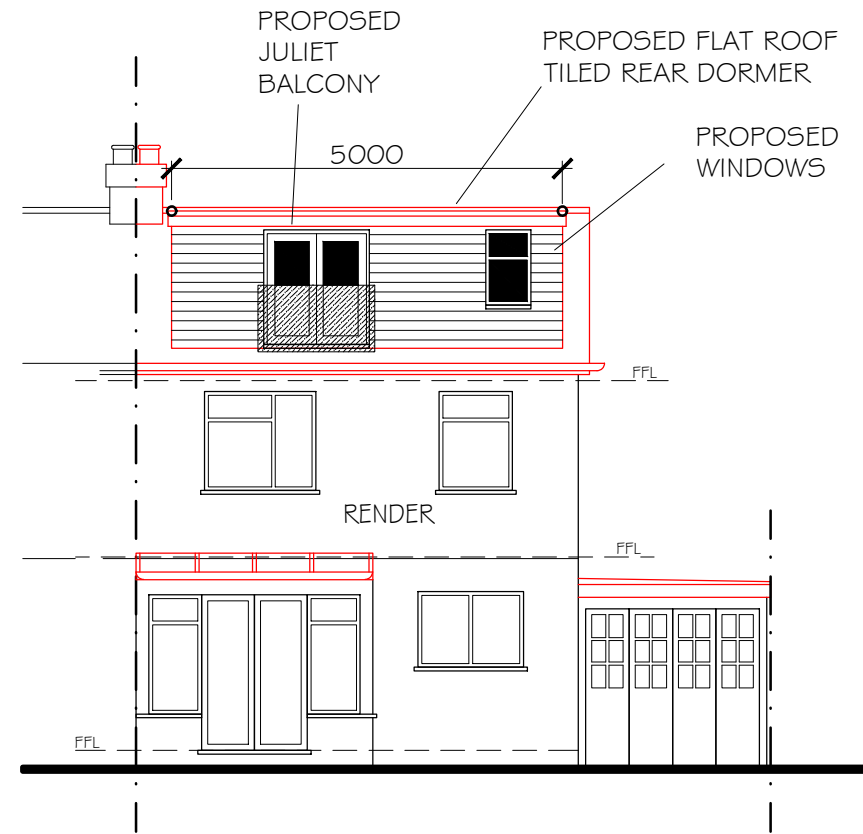 PROPOSED
JULIET
BALCONY
PROPOSED FLAT ROOF
TILED REAR DORMER
PROPOSED
WINDOWS
5000
FFL
RENDER
FFL
FFL